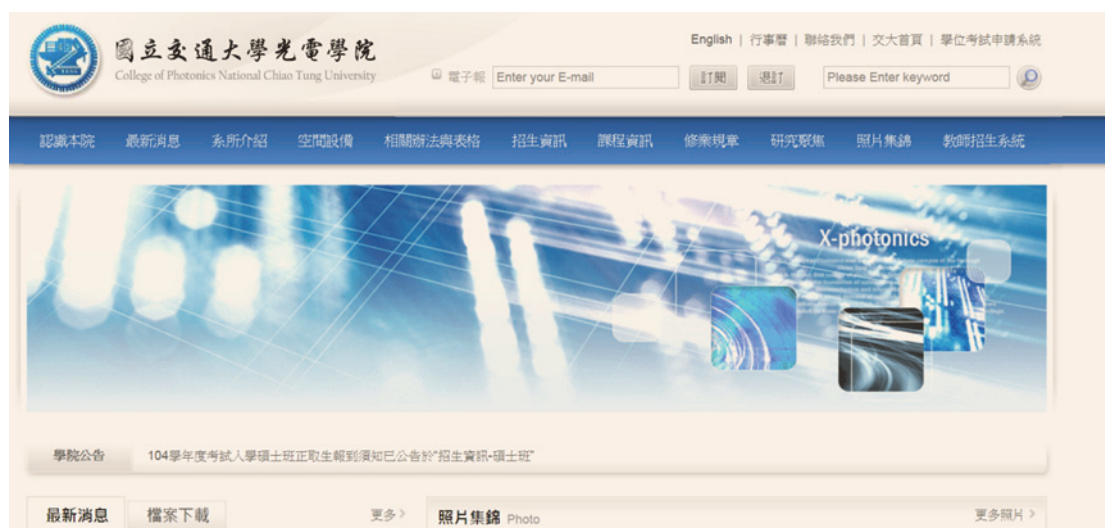 English | 行事曆 | 聯絡我們 | 交大首頁 | 學位考試申請系統
國立交通大學光電學院
College of Photonics National Chiao Tung University
電子報 Enter your E-mail 訂閱 退訂 Please Enter keyword
認識本院 最新消息 系所介紹 空間設備 相關辦法與表格 招生資訊 課程資訊 修業規章 研究聚焦 照片集錦 教師招生系統
X-photonics
學院公告 104學年度考試入學碩士班正取生報到須知已公告於"招生資訊-碩士班"
最新消息 檔案下載 更多> 照片集錦 Photo 更多照片 >